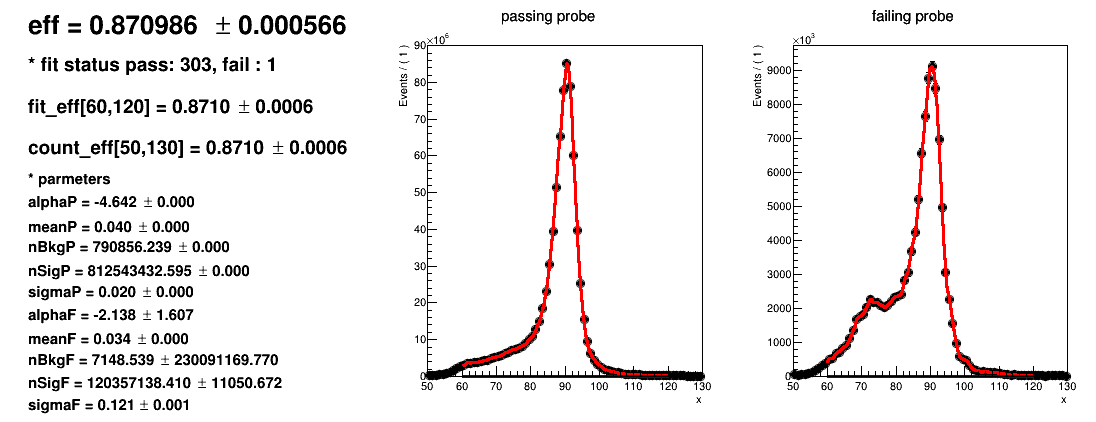 eff = 0.870986 ± 0.000566
* fit status pass: 303, fail : 1
fit_eff[60,120] = 0.8710 ± 0.0006
count_eff[50,130] = 0.8710 ± 0.0006
* parmeters
alphaP = -4.642 ± 0.000
meanP = 0.040 ± 0.000
nBkgP = 790856.239 ± 0.000
nSigP = 812543432.595 ± 0.000
sigmaP = 0.020 ± 0.000
alphaF = -2.138 ± 1.607
meanF = 0.034 ± 0.000
nBkgF = 7148.539 ± 230091169.770
nSigF = 120357138.410 ± 11050.672
sigmaF = 0.121 ± 0.001
passing probe
×10⁶
Events / ( 1 )
90
80
70
60
50
40
30
20
10
0
50 60 70 80 90 100 110 120 130
x
failing probe
×10³
Events / ( 1 )
9000
8000
7000
6000
5000
4000
3000
2000
1000
0
50 60 70 80 90 100 110 120 130
x